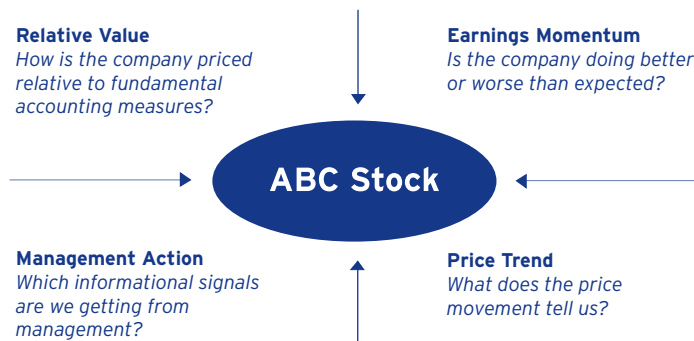 Relative Value
How is the company priced
relative to fundamental
accounting measures?
Earnings Momentum
Is the company doing better
or worse than expected?
ABC Stock
Management Action
Which informational signals
are we getting from
management?
Price Trend
What does the price
movement tell us?